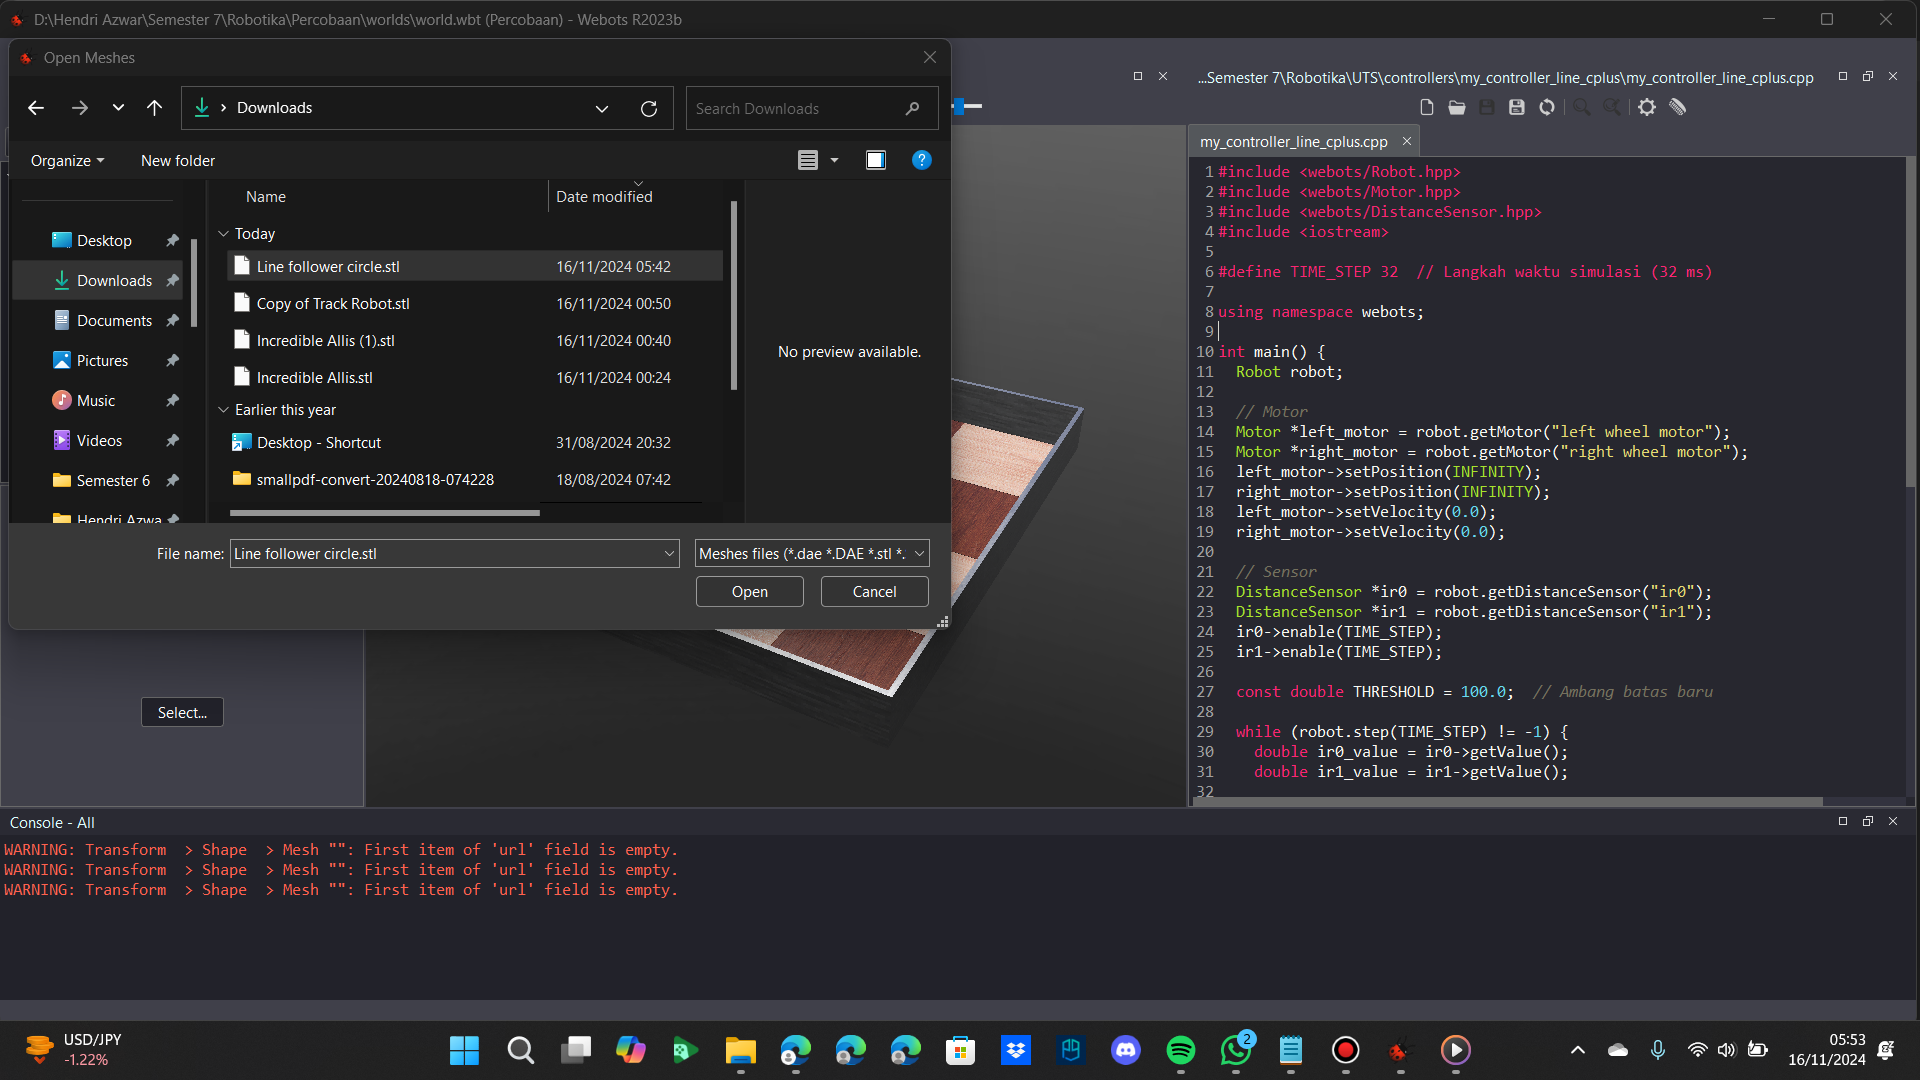 D:\Hendri Azwar\Semester 7\Robotika\Percobaan\worlds\world.wbt (Percobaan) - Webots R2023b
Open Meshes
Downloads
Search Downloads
Organize
New folder
Desktop
Downloads
Documents
Pictures
Music
Videos
Semester 6
Hendri Azwa
Name
Date modified
Today
Line follower circle.stl 16/11/2024 05:42
Copy of Track Robot.stl 16/11/2024 00:50
Incredible Allis (1).stl 16/11/2024 00:40
Incredible Allis.stl 16/11/2024 00:24
Earlier this year
Desktop - Shortcut 31/08/2024 20:32
smallpdf-convert-20240818-074228 18/08/2024 07:42
No preview available.
File name: Line follower circle.stl
Meshes files (*.dae *.DAE *.stl *.
Open
Cancel
Select...
...Semester 7\Robotika\UTS\controllers\my_controller_line_cplus\my_controller_line_cplus.cpp
my_controller_line_cplus.cpp
1 #include <webots/Robot.hpp>
2 #include <webots/Motor.hpp>
3 #include <webots/DistanceSensor.hpp>
4 #include <iostream>
5
6 #define TIME_STEP 32  // Langkah waktu simulasi (32 ms)
7
8 using namespace webots;
9
10 int main() {
11   Robot robot;
12
13   // Motor
14   Motor *left_motor = robot.getMotor("left wheel motor");
15   Motor *right_motor = robot.getMotor("right wheel motor");
16   left_motor->setPosition(INFINITY);
17   right_motor->setPosition(INFINITY);
18   left_motor->setVelocity(0.0);
19   right_motor->setVelocity(0.0);
20
21   // Sensor
22   DistanceSensor *ir0 = robot.getDistanceSensor("ir0");
23   DistanceSensor *ir1 = robot.getDistanceSensor("ir1");
24   ir0->enable(TIME_STEP);
25   ir1->enable(TIME_STEP);
26
27   const double THRESHOLD = 100.0;  // Ambang batas baru
28
29   while (robot.step(TIME_STEP) != -1) {
30     double ir0_value = ir0->getValue();
31     double ir1_value = ir1->getValue();
32
Console - All
WARNING: Transform  > Shape  > Mesh "": First item of 'url' field is empty.
WARNING: Transform  > Shape  > Mesh "": First item of 'url' field is empty.
WARNING: Transform  > Shape  > Mesh "": First item of 'url' field is empty.
USD/JPY
-1.22%
2
05:53
16/11/2024